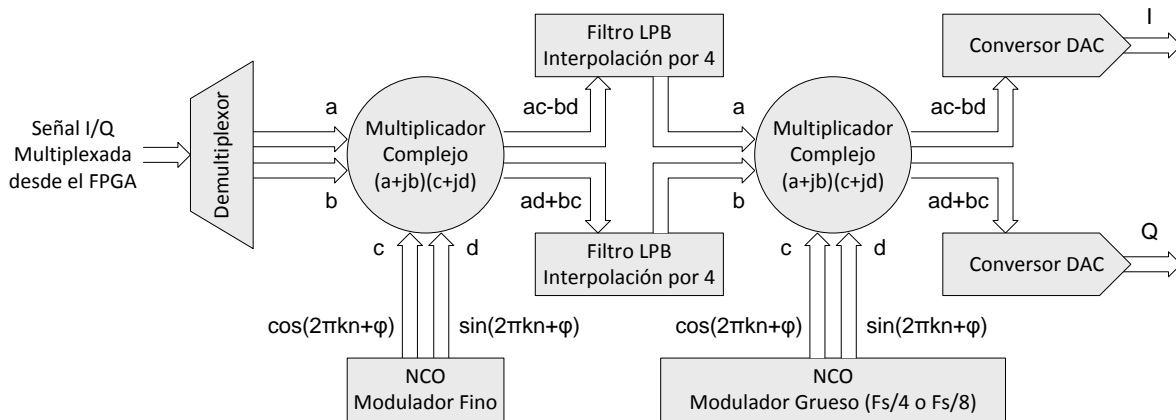 Señal I/Q
Multiplexada
desde el FPGA
Demultiplexor
a
b
Multiplicador
Complejo
(a+jb)(c+jd)
c
d
cos(2πkn+φ)
sin(2πkn+φ)
NCO
Modulador Fino
ac-bd
ad+bc
Filtro LPB
Interpolación por 4
Filtro LPB
Interpolación por 4
a
b
Multiplicador
Complejo
(a+jb)(c+jd)
c
d
cos(2πkn+φ)
sin(2πkn+φ)
NCO
Modulador Grueso (Fs/4 o Fs/8)
ac-bd
ad+bc
Conversor DAC
I
Conversor DAC
Q